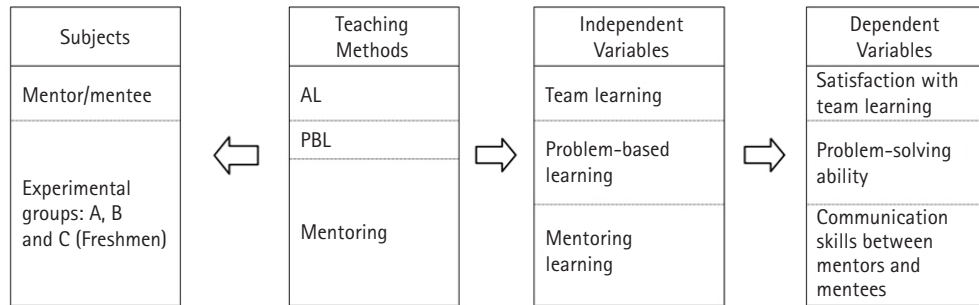 Subjects
Mentor/mentee
Experimental
groups: A, B
and C (Freshmen)
Teaching
Methods
AL
PBL
Mentoring
Independent
Variables
Team learning
Problem-based
learning
Mentoring
learning
Dependent
Variables
Satisfaction with
team learning
Problem-solving
ability
Communication
skills between
mentors and
mentees